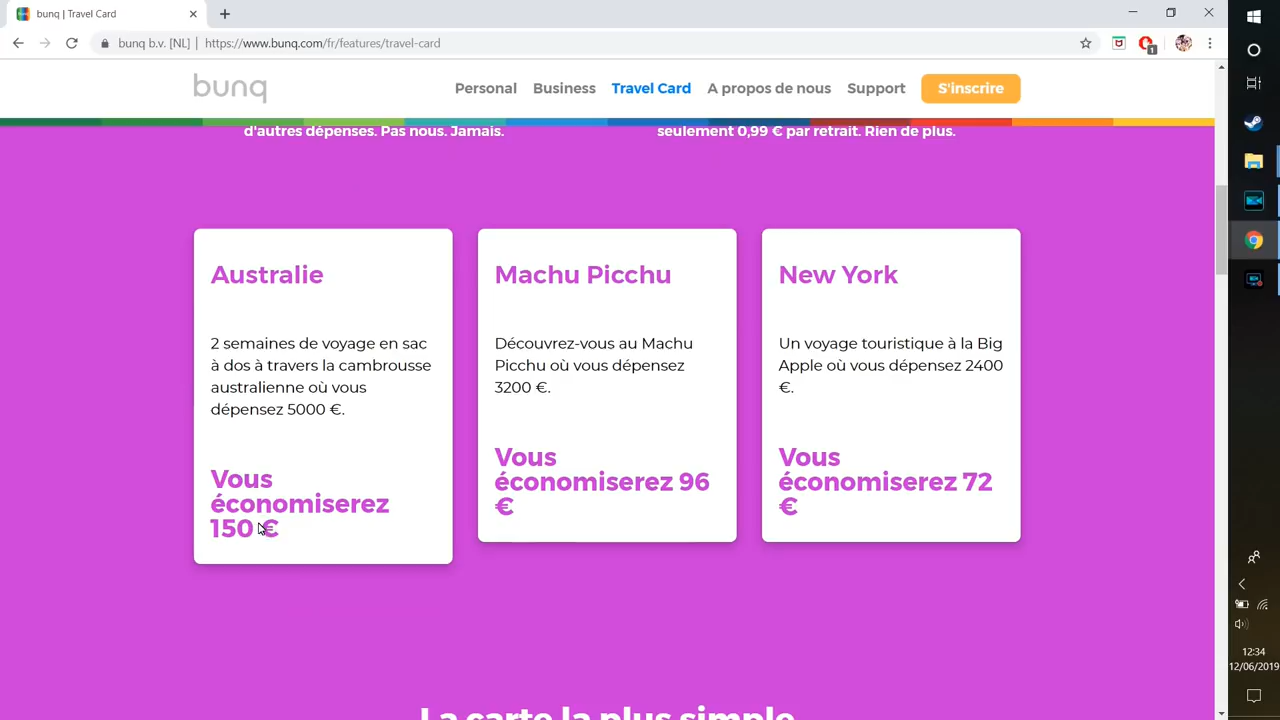 bunq | Travel Card
bunq b.v. [NL] | https://www.bunq.com/fr/features/travel-card
1
bunq
Personal
Business
Travel Card
A propos de nous
Support
S'inscrire
d'autres dépenses. Pas nous. Jamais.
seulement 0,99 € par retrait. Rien de plus.
Australie
2 semaines de voyage en sac
à dos à travers la cambrousse
australienne où vous
dépensez 5000 €.
Vous
économiserez
150 €
Machu Picchu
Découvrez-vous au Machu
Picchu où vous dépensez
3200 €.
Vous
économiserez 96
€
New York
Un voyage touristique à la Big
Apple où vous dépensez 2400
€.
Vous
économiserez 72
€
La carte la plus simple
12:34
12/06/2019